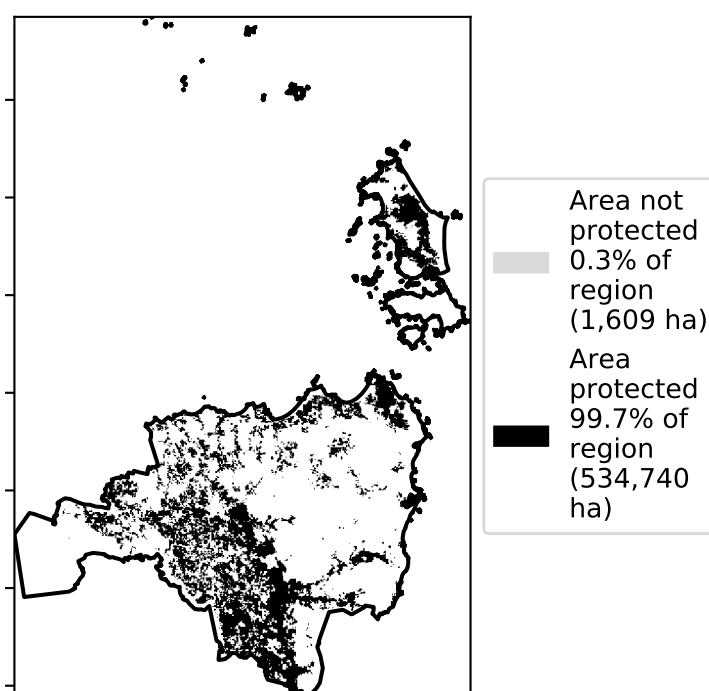 Area not
protected
0.3% of
region
(1,609 ha)
Area
protected
99.7% of
region
(534,740
ha)